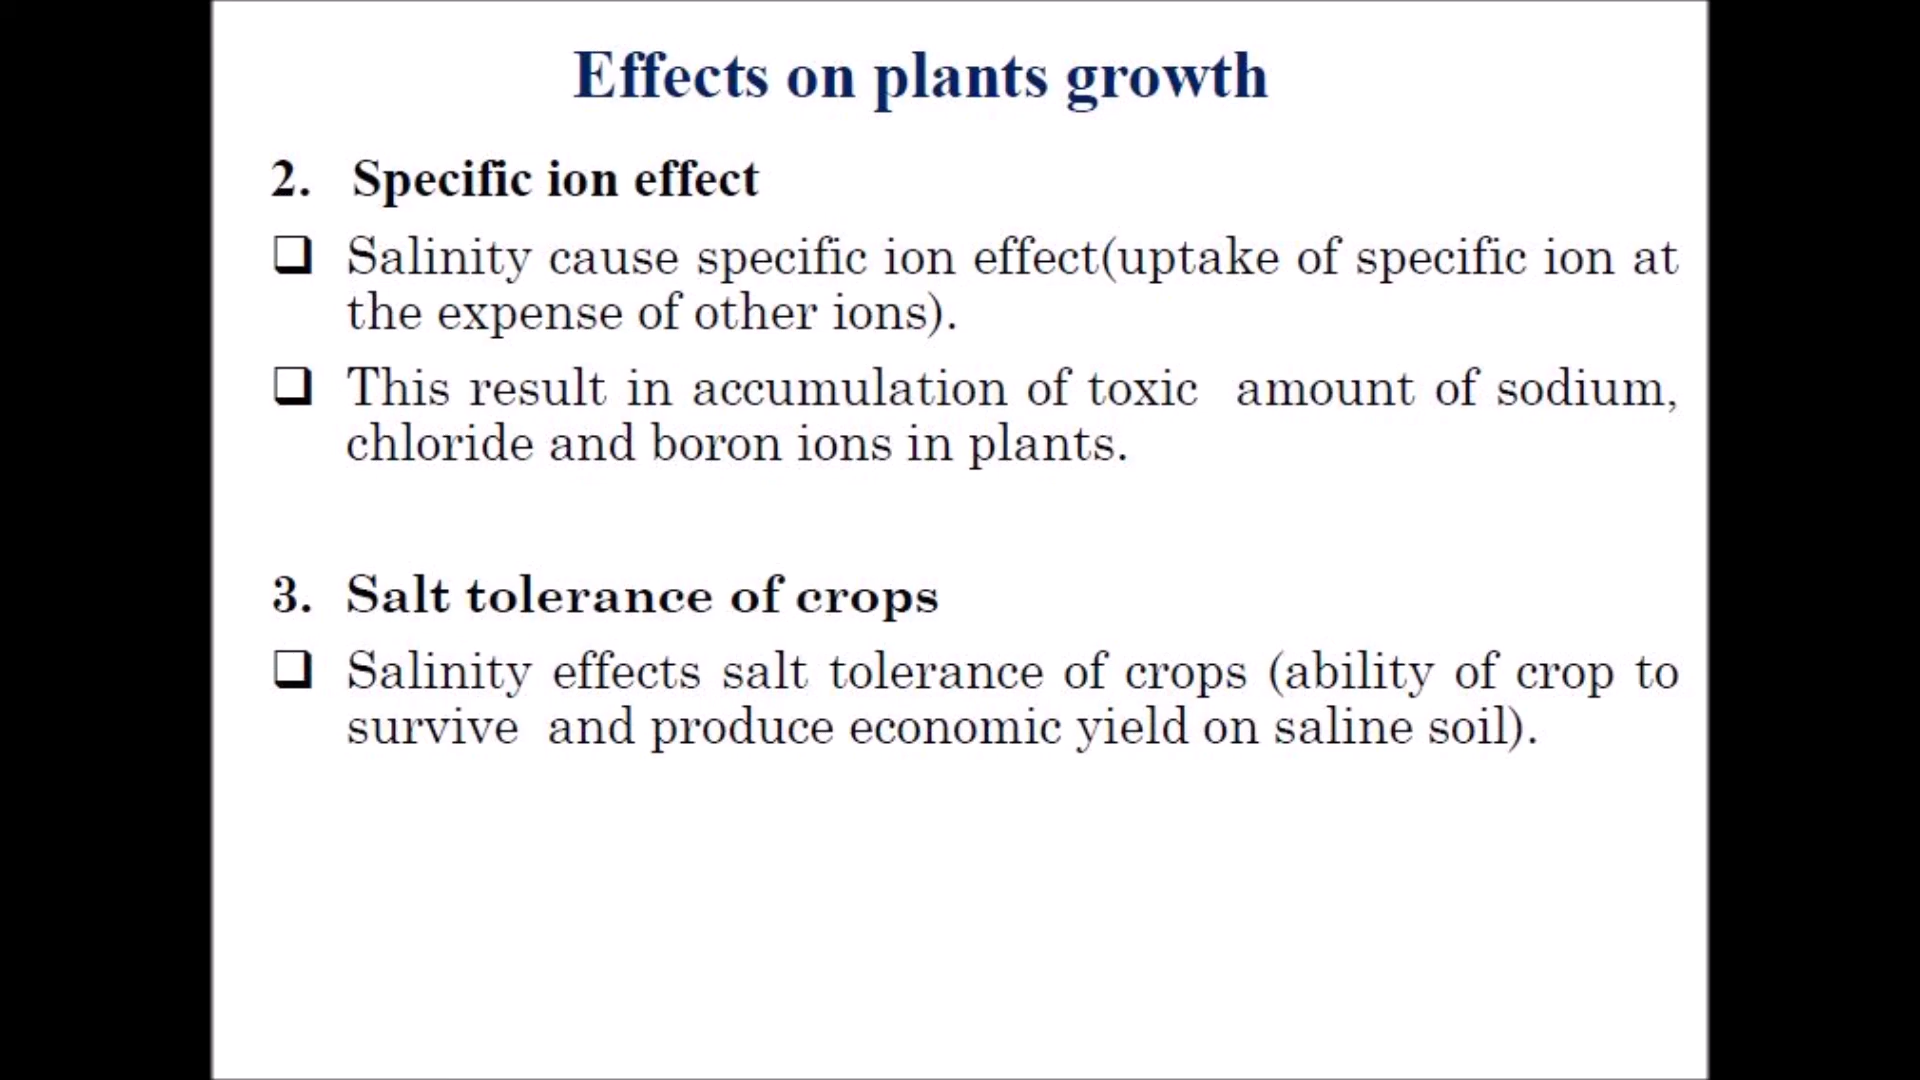 Effects on plants growth
2. Specific ion effect
❑ Salinity cause specific ion effect(uptake of specific ion at
the expense of other ions).
❑ This result in accumulation of toxic amount of sodium,
chloride and boron ions in plants.
3. Salt tolerance of crops
❑ Salinity effects salt tolerance of crops (ability of crop to
survive and produce economic yield on saline soil).